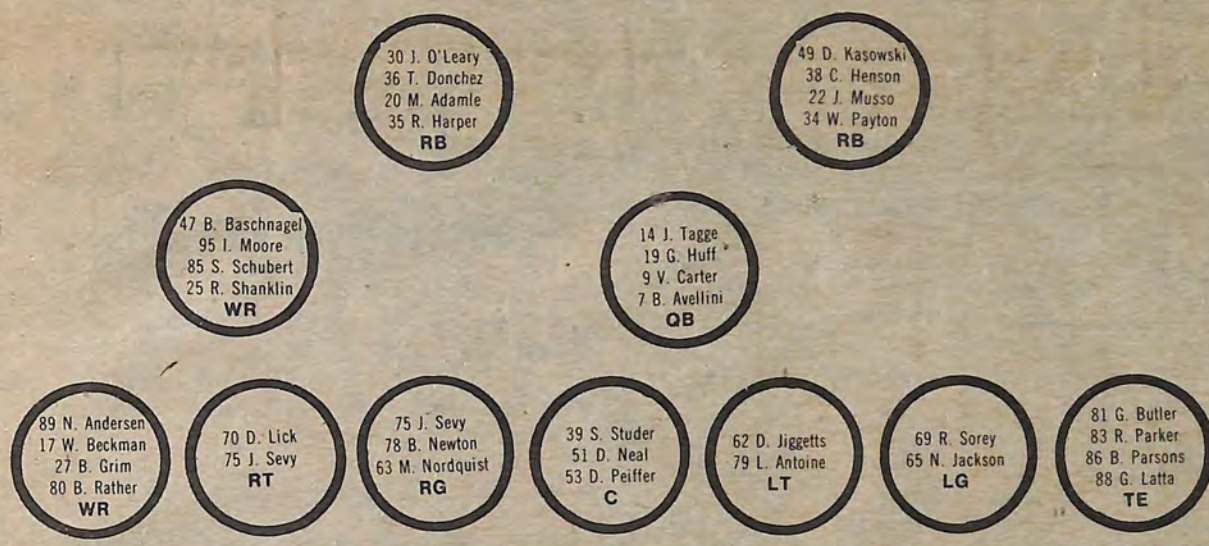 30 J. O'Leary
36 T. Donchez
20 M. Adamle
35 R. Harper
RB
49 D. Kasowski
38 C. Henson
22 J. Musso
34 W. Payton
RB
47 B. Baschnagel
95 I. Moore
85 S. Schubert
25 R. Shanklin
WR
14 J. Tagge
19 G. Huff
9 V. Carter
7 B. Avellini
QB
89 N. Andersen
17 W. Beckman
27 B. Grim
80 B. Rather
WR
70 D. Lick
75 J. Sevy
RT
75 J. Sevy
78 B. Newton
63 M. Nordquist
RG
39 S. Studer
51 D. Neal
53 D. Peiffer
C
62 D. Jiggetts
79 L. Antoine
LT
69 R. Sorey
65 N. Jackson
LG
81 G. Butler
83 R. Parker
86 B. Parsons
88 G. Latta
TE